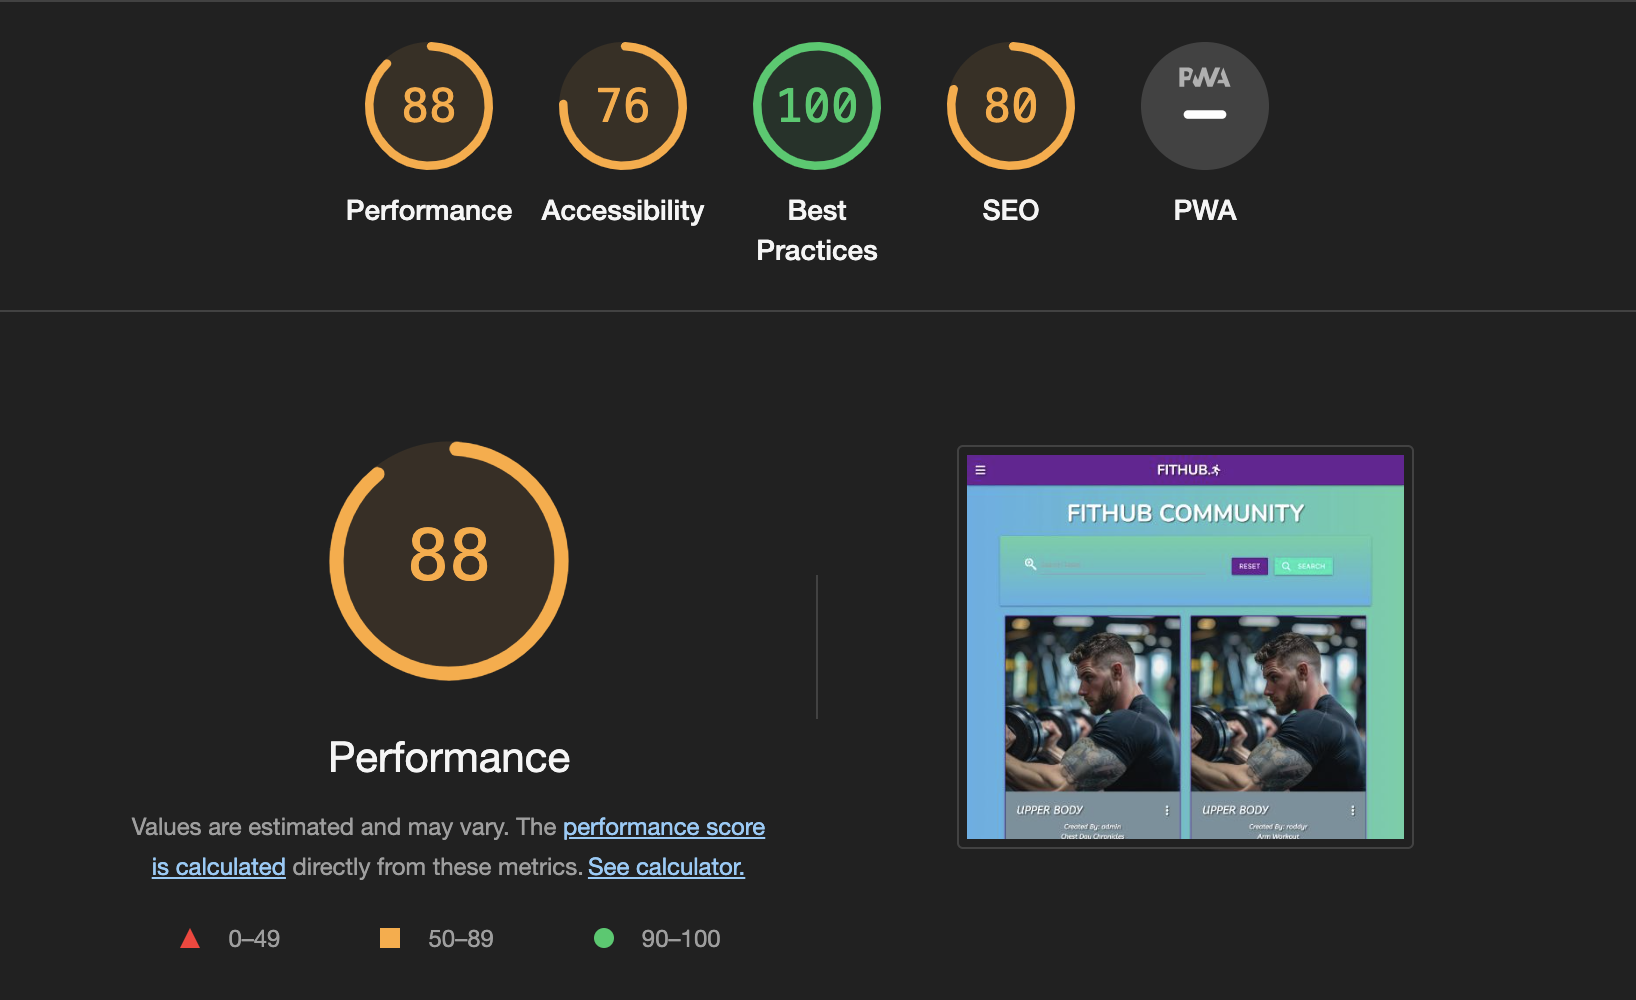 88
76
100
80
PWA
Performance
Accessibility
Best
Practices
SEO
PWA
88
Performance
Values are estimated and may vary. The performance score
is calculated directly from these metrics. See calculator.
0–49
50–89
90–100
FITHUB.
FITHUB COMMUNITY
RESET
SEARCH
UPPER BODY
Created By: admin
Chest Day Chronicles
UPPER BODY
Created By: roddyr
Arm Workout